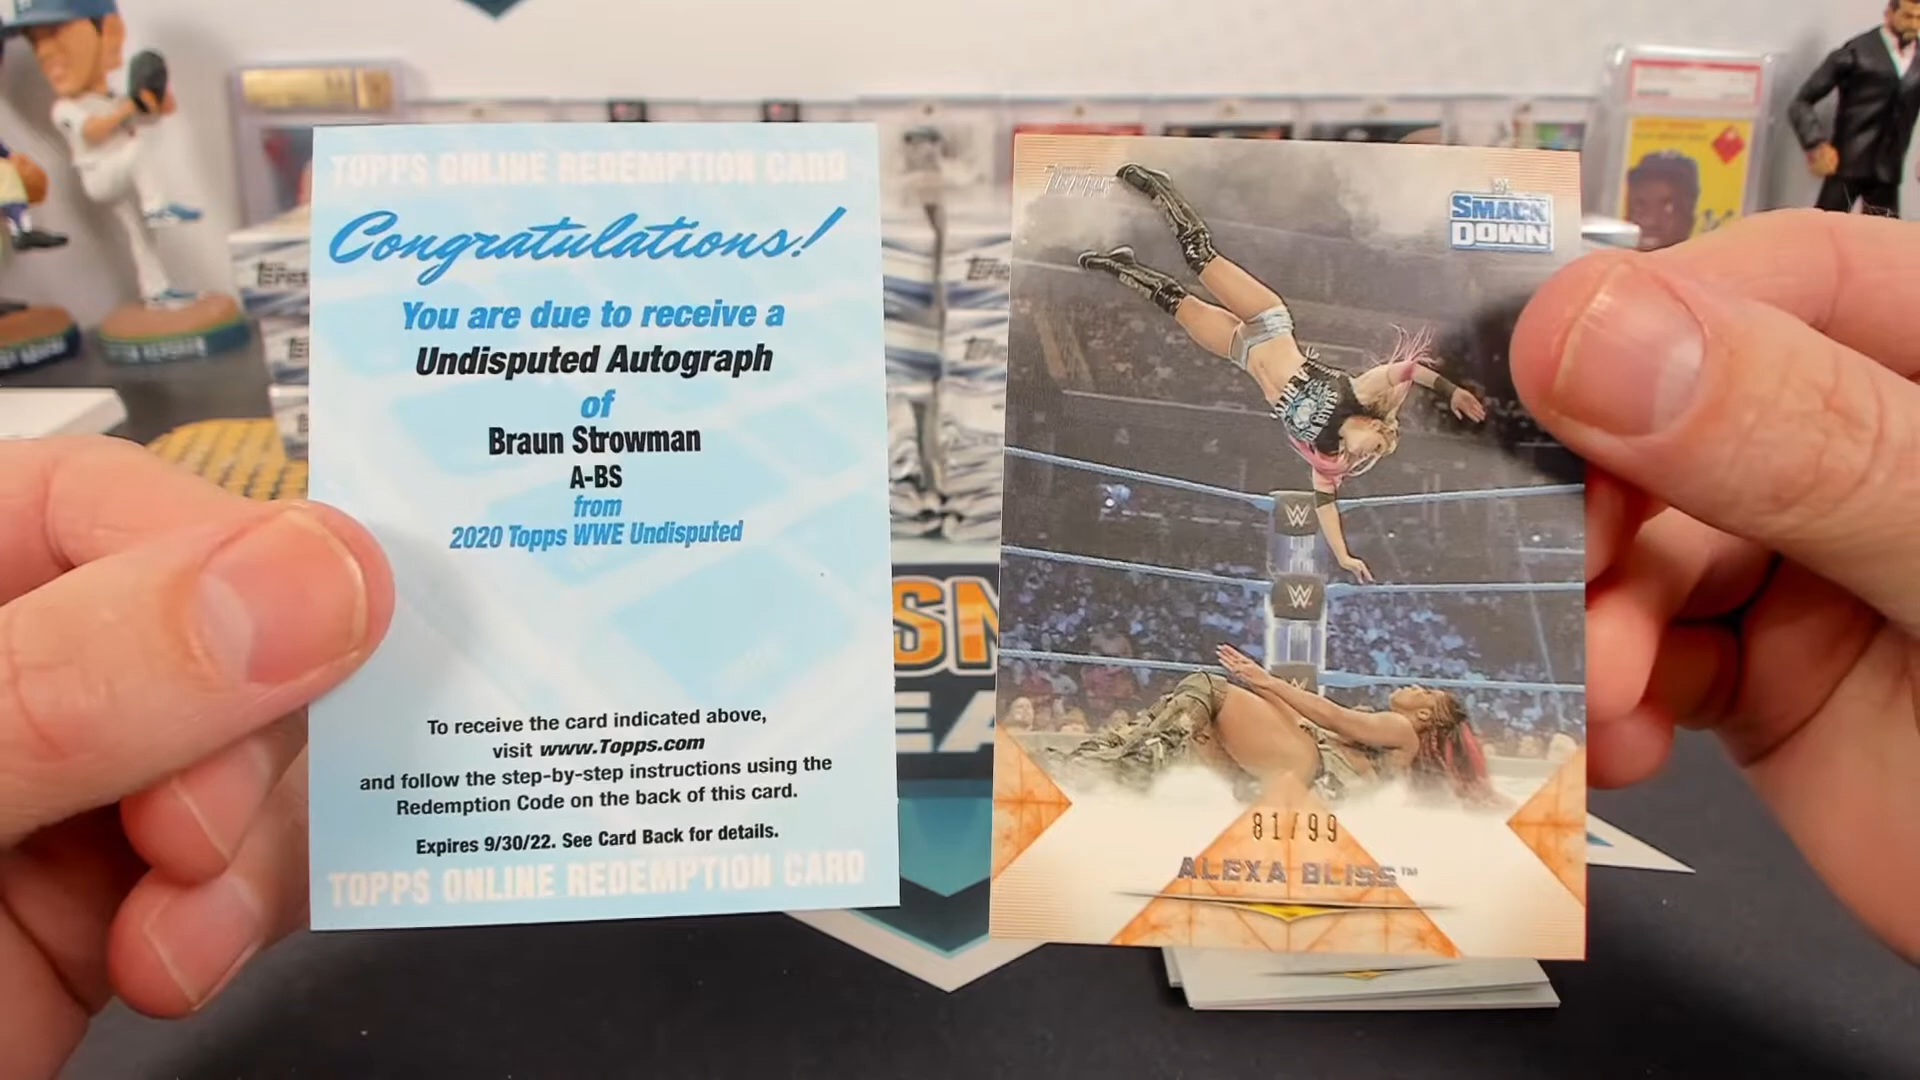 TOPPS ONLINE REDEMPTION CARD
Congratulations!
You are due to receive a
Undisputed Autograph
of
Braun Strowman
A-BS
from
2020 Topps WWE Undisputed
To receive the card indicated above,
visit www.Topps.com
and follow the step-by-step instructions using the
Redemption Code on the back of this card.
Expires 9/30/22. See Card Back for details.
TOPPS ONLINE REDEMPTION CARD
Topps
SMACK
DOWN
81/99
ALEXA BLISS™
Topps
Topps